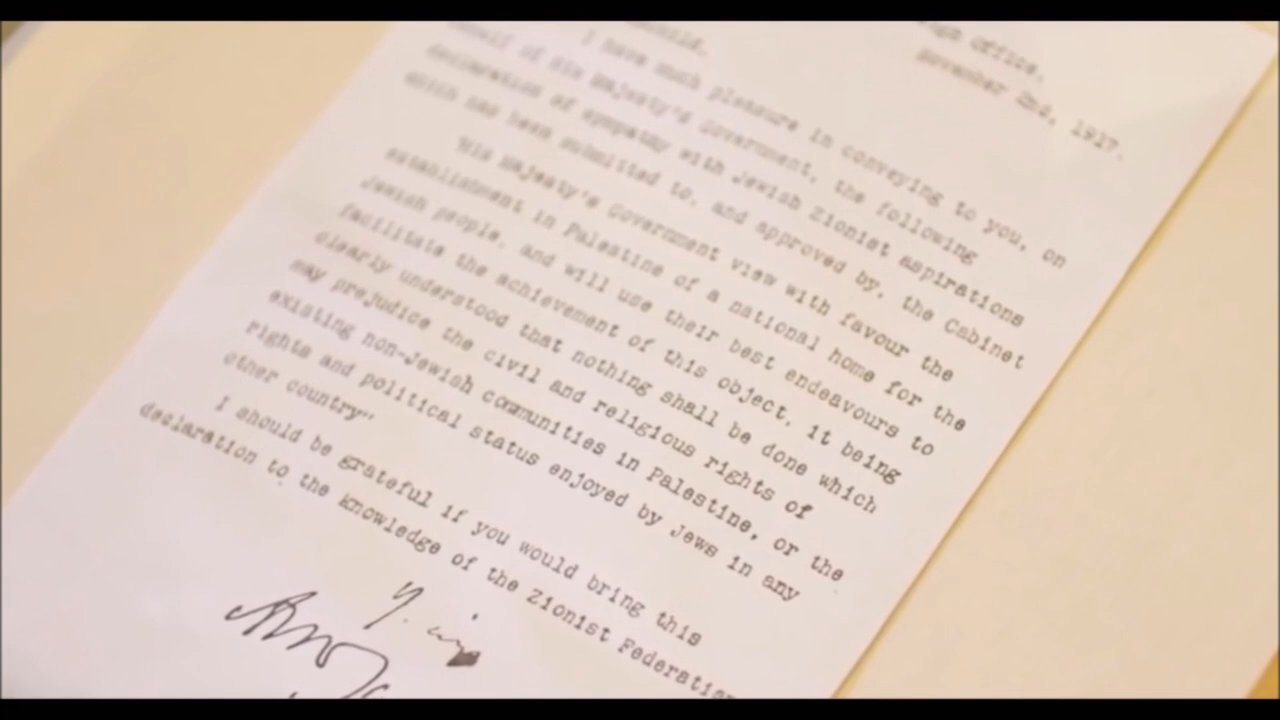 Office,
November 2nd, 1917.
I have much pleasure in conveying to you, on
of His Majesty's Government, the following
declaration of sympathy with Jewish Zionist aspirations
which has been submitted to, and approved by, the Cabinet
"His Majesty's Government view with favour the
establishment in Palestine of a national home for the
Jewish people, and will use their best endeavours to
facilitate the achievement of this object, it being
clearly understood that nothing shall be done which
may prejudice the civil and religious rights of
existing non-Jewish communities in Palestine, or the
rights and political status enjoyed by Jews in any
other country"
I should be grateful if you would bring this
declaration to the knowledge of the Zionist Federation